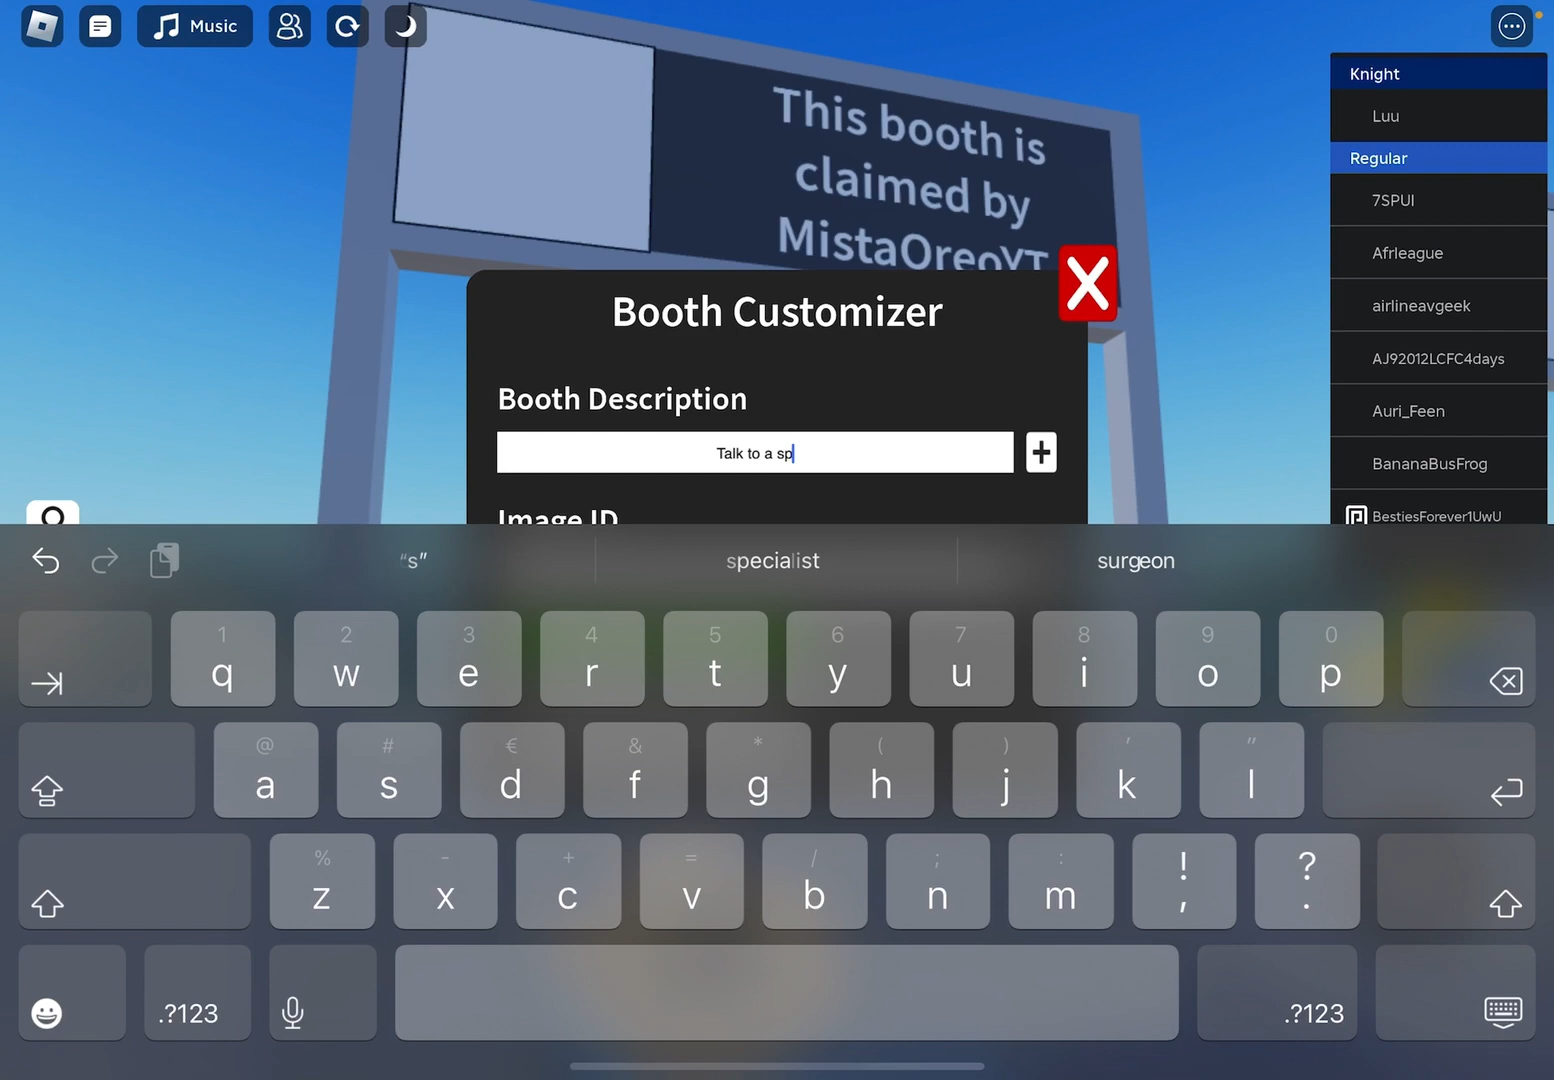 Music
This booth is
claimed by
MistaOreoYT
Knight
Luu
Regular
7SPUI
Afrleague
airlineavgeek
AJ92012LCFC4days
Auri_Feen
BananaBusFrog
BestiesForever1UwU
X
Booth Customizer
Booth Description
Talk to a sp
+
Image ID
“s” specialist surgeon
1 2 3 4 5 6 7 8 9 0
q w e r t y u i o p
@ # € & * ( ) ' "
a s d f g h j k l
% - + = / ; : ! ?
z x c v b n m , .
.?123 .?123